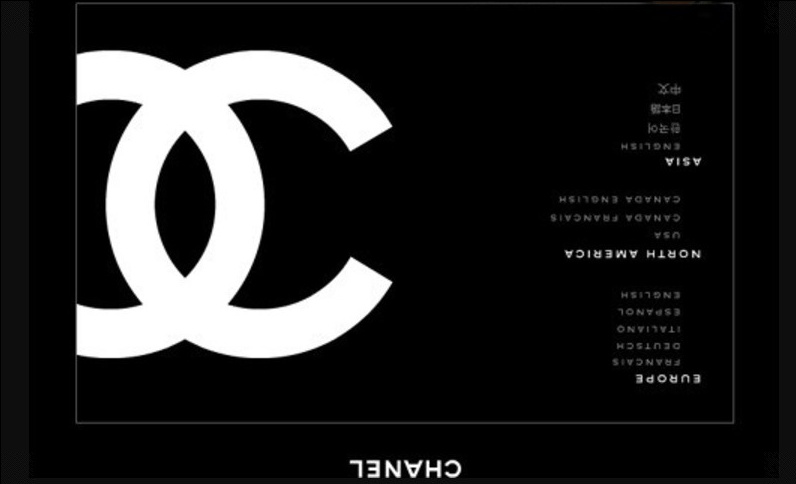 CHANEL
EUROPE
FRANCAIS
DEUTSCH
ITALIANO
ESPANOL
ENGLISH
NORTH AMERICA
USA
CANADA FRANCAIS
CANADA ENGLISH
ASIA
ENGLISH
한국어
日本語
中文